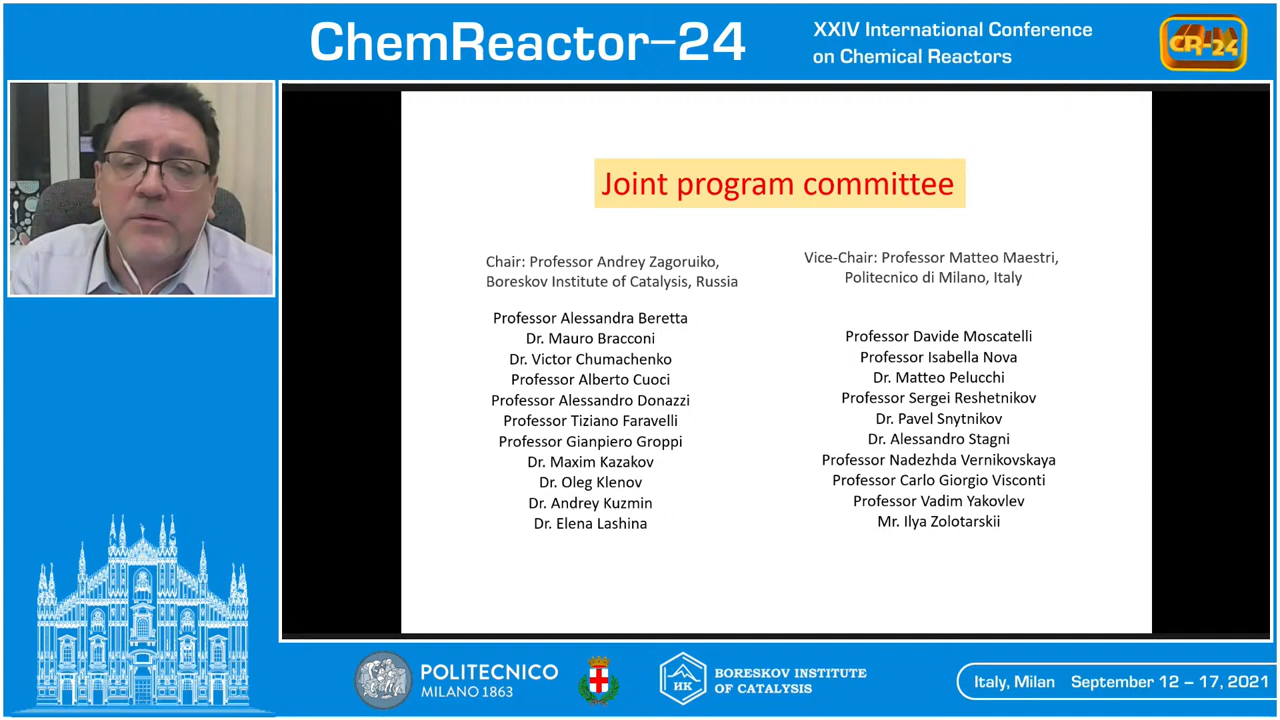 ChemReactor–24
XXIV International Conference
on Chemical Reactors
CR-24
Joint program committee
Chair: Professor Andrey Zagoruiko,
Boreskov Institute of Catalysis, Russia
Professor Alessandra Beretta
Dr. Mauro Bracconi
Dr. Victor Chumachenko
Professor Alberto Cuoci
Professor Alessandro Donazzi
Professor Tiziano Faravelli
Professor Gianpiero Groppi
Dr. Maxim Kazakov
Dr. Oleg Klenov
Dr. Andrey Kuzmin
Dr. Elena Lashina
Vice-Chair: Professor Matteo Maestri,
Politecnico di Milano, Italy
Professor Davide Moscatelli
Professor Isabella Nova
Dr. Matteo Pelucchi
Professor Sergei Reshetnikov
Dr. Pavel Snytnikov
Dr. Alessandro Stagni
Professor Nadezhda Vernikovskaya
Professor Carlo Giorgio Visconti
Professor Vadim Yakovlev
Mr. Ilya Zolotarskii
POLITECNICO
MILANO 1863
НК
BORESKOV INSTITUTE
OF CATALYSIS
Italy, Milan September 12 – 17, 2021